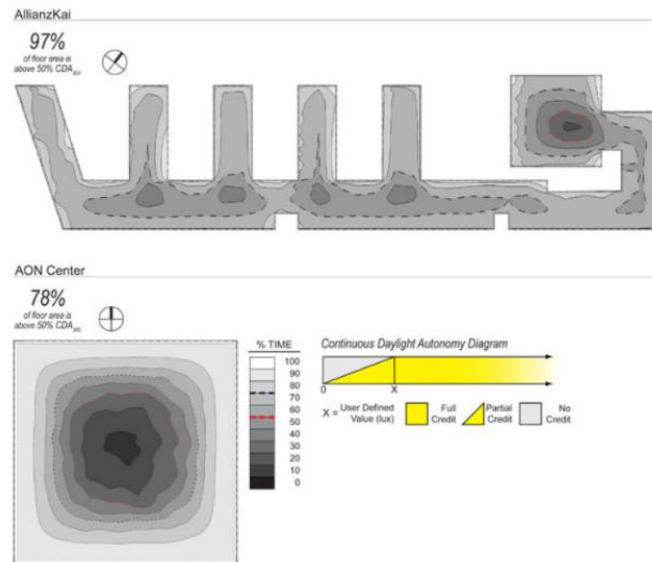 AllianzKai
97%
of floor area is
above 50% CDA300
AON Center
78%
of floor area is
above 50% CDA300
% TIME
100
90
80
70
60
50
40
30
20
10
0
Continuous Daylight Autonomy Diagram
0 X
X = User Defined Value (lux)
Full Credit
Partial Credit
No Credit